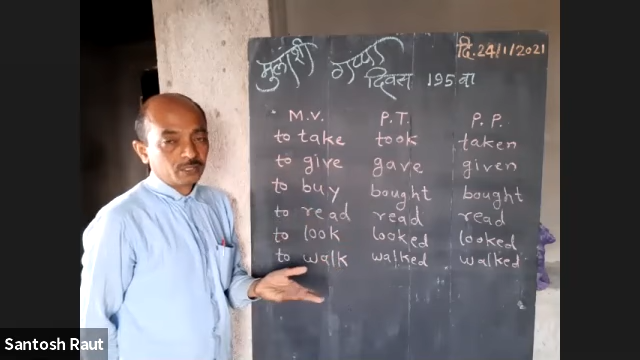 मुलांशी गप्पा
दि. 24/1/2021
दिवस 195 वा
M.V. P.T. P.P.
to take took taken
to give gave given
to buy bought bought
to read read read
to look looked looked
to walk walked walked
Santosh Raut